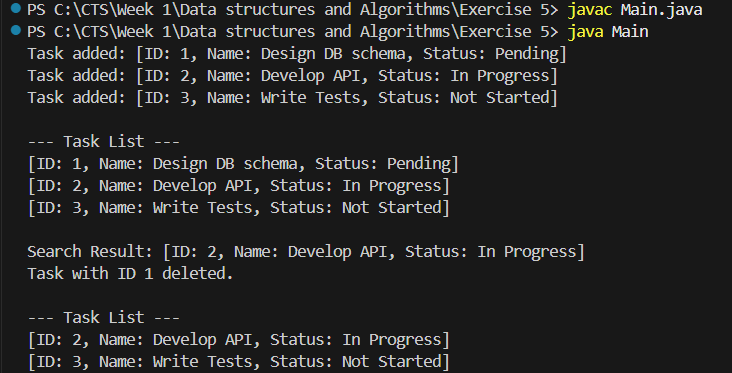 PS C:\CTS\Week 1\Data structures and Algorithms\Exercise 5> javac Main.java
PS C:\CTS\Week 1\Data structures and Algorithms\Exercise 5> java Main
Task added: [ID: 1, Name: Design DB schema, Status: Pending]
Task added: [ID: 2, Name: Develop API, Status: In Progress]
Task added: [ID: 3, Name: Write Tests, Status: Not Started]
--- Task List ---
[ID: 1, Name: Design DB schema, Status: Pending]
[ID: 2, Name: Develop API, Status: In Progress]
[ID: 3, Name: Write Tests, Status: Not Started]
Search Result: [ID: 2, Name: Develop API, Status: In Progress]
Task with ID 1 deleted.
--- Task List ---
[ID: 2, Name: Develop API, Status: In Progress]
[ID: 3, Name: Write Tests, Status: Not Started]